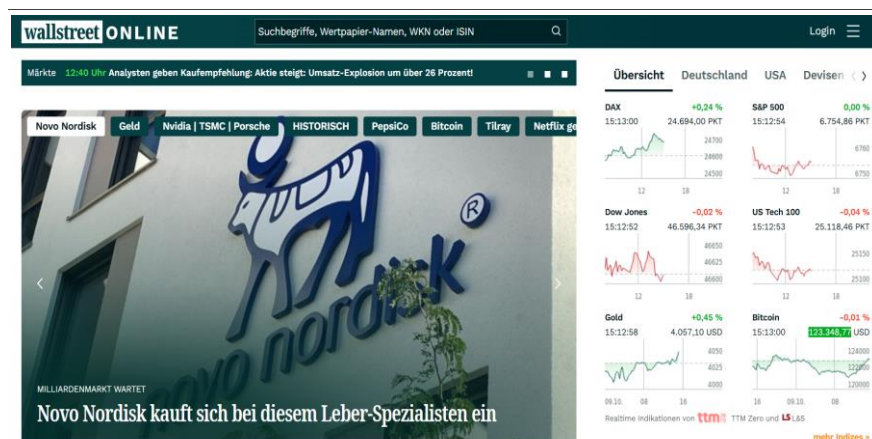 wallstreet ONLINE
Suchbegriffe, Wertpapier-Namen, WKN oder ISIN
Login
Märkte 12:40 Uhr Analysten geben Kaufempfehlung: Aktie steigt: Umsatz-Explosion um über 26 Prozent!
Novo Nordisk Geld Nvidia | TSMC | Porsche HISTORISCH PepsiCo Bitcoin Tilray Netflix ge
novo nordisk®
MILLIARDENMARKT WARTET
Novo Nordisk kauft sich bei diesem Leber-Spezialisten ein
Übersicht Deutschland USA Devisen
DAX +0,24 %
15:13:00 24.694,00 PKT
24700
24600
24500
12 18
S&P 500 0,00 %
15:12:54 6.754,86 PKT
6760
6750
12 18
Dow Jones -0,02 %
15:12:52 46.596,34 PKT
46650
46625
46600
12 18
US Tech 100 -0,04 %
15:12:53 25.118,46 PKT
25150
25100
12 18
Gold +0,45 %
15:12:58 4.057,10 USD
4050
4025
4000
09.10. 08 16
Bitcoin -0,01 %
15:13:00 123.348,77 USD
124000
122000
120000
16 09.10. 08
Realtime Indikationen von ttm TTM Zero und LS L&S
mehr Indizes »